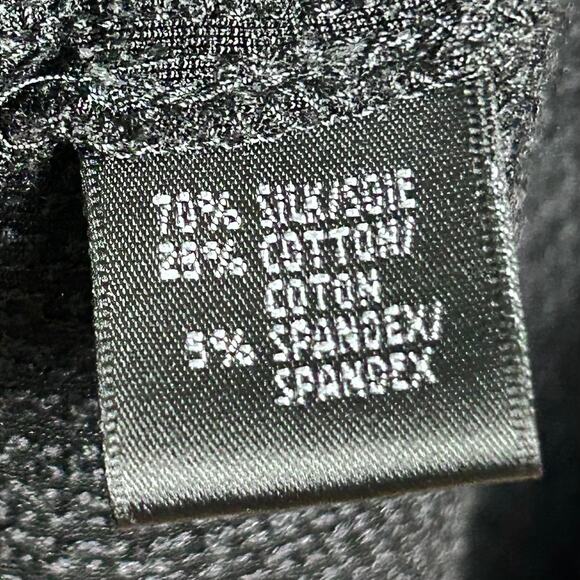 70% SILK/SOIE
25% COTTON/
COTON
5% SPANDEX/
SPANDEX